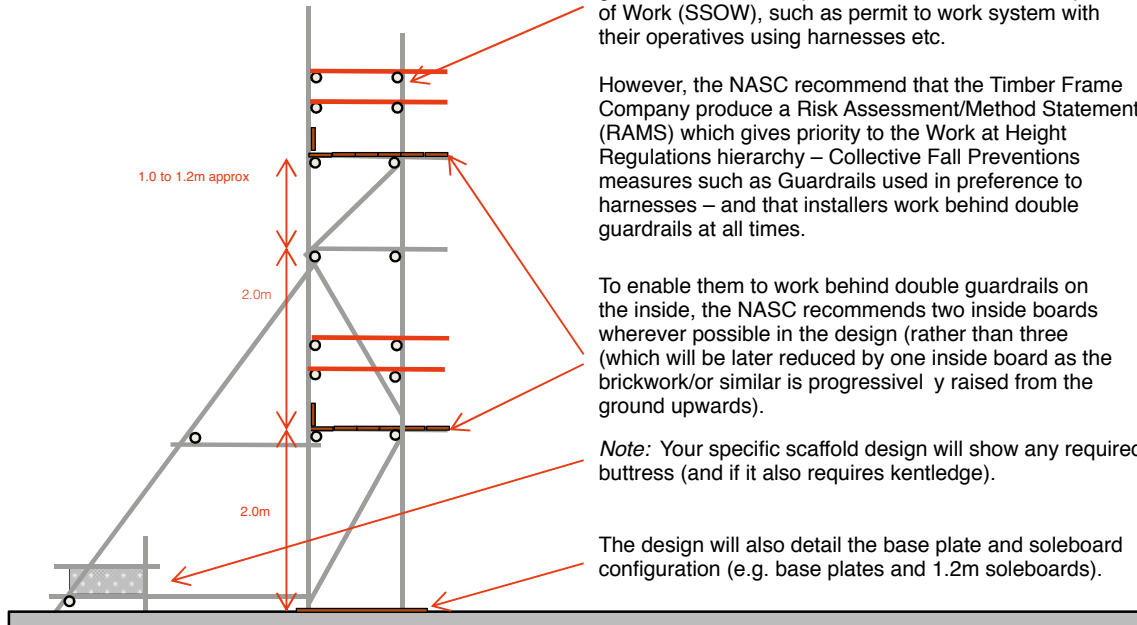 of Work (SSOW), such as permit to work system with
their operatives using harnesses etc.
However, the NASC recommend that the Timber Frame
Company produce a Risk Assessment/Method Statement
(RAMS) which gives priority to the Work at Height
Regulations hierarchy – Collective Fall Preventions
measures such as Guardrails used in preference to
harnesses – and that installers work behind double
guardrails at all times.
To enable them to work behind double guardrails on
the inside, the NASC recommends two inside boards
wherever possible in the design (rather than three
(which will be later reduced by one inside board as the
brickwork/or similar is progressivel y raised from the
ground upwards).
Note: Your specific scaffold design will show any required
buttress (and if it also requires kentledge).
The design will also detail the base plate and soleboard
configuration (e.g. base plates and 1.2m soleboards).
1.0 to 1.2m approx
2.0m
2.0m